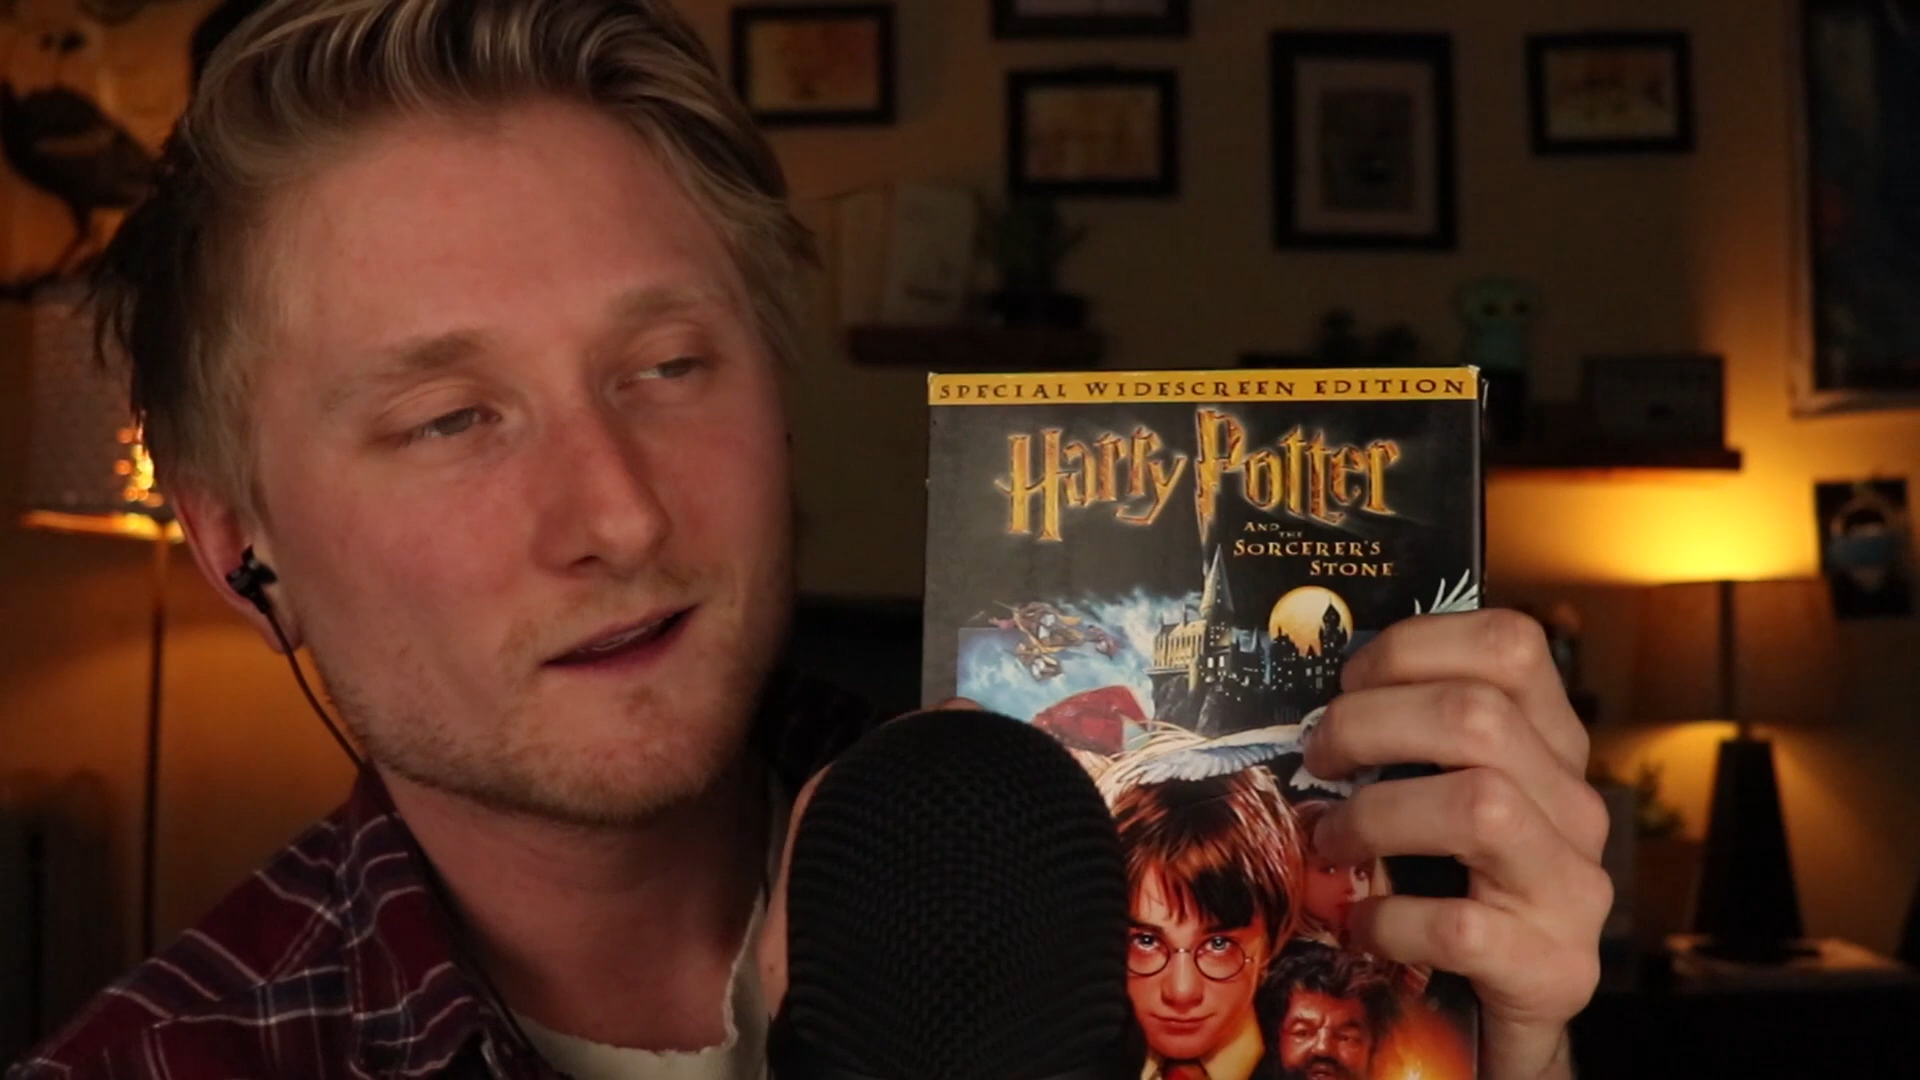 SPECIAL WIDESCREEN EDITION
Harry Potter
AND THE
SORCERER'S
STONE